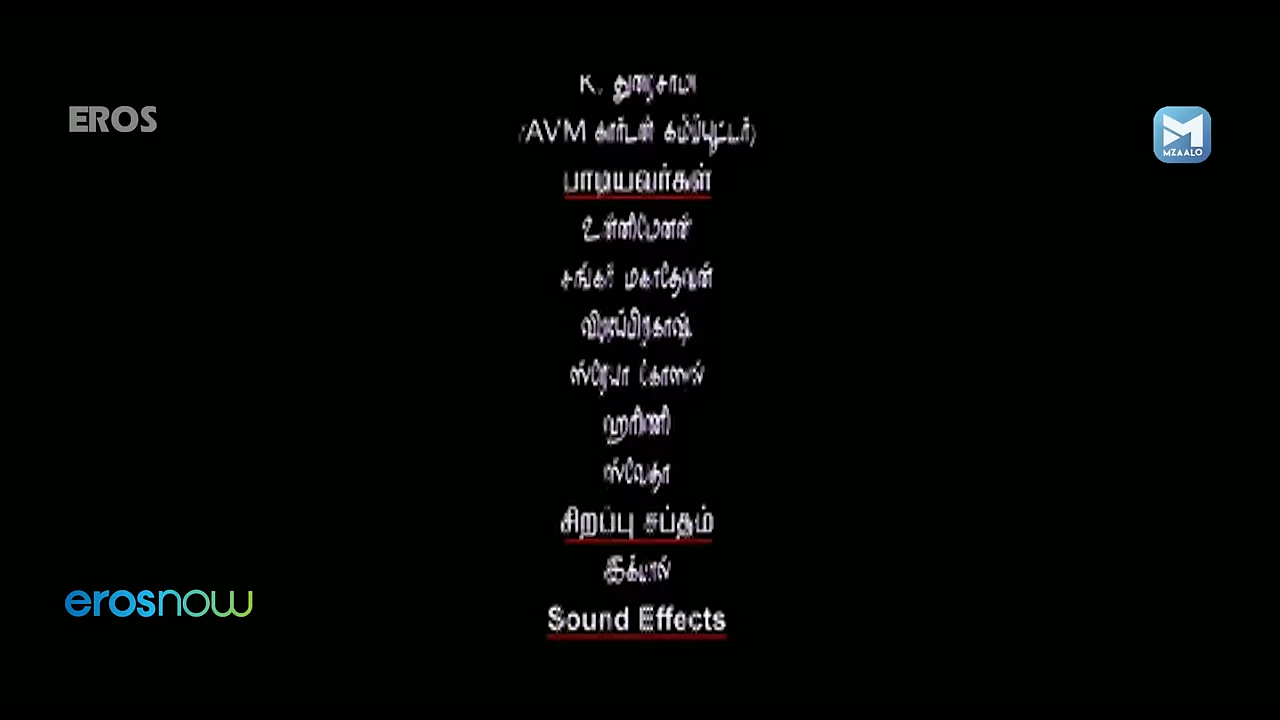 K. துரைசாமி
EROS
(AVM கார்டன் கம்ப்யூட்டர்)
MZAALO
பாடியவர்கள்
உன்னிமேனன்
சங்கர் மகாதேவன்
விஜய்பிரகாஷ்
ஸ்ரேயா கோஷல்
ஹரிணி
ஸ்வேதா
சிறப்பு சப்தம்
இக்பால்
erosnow
Sound Effects